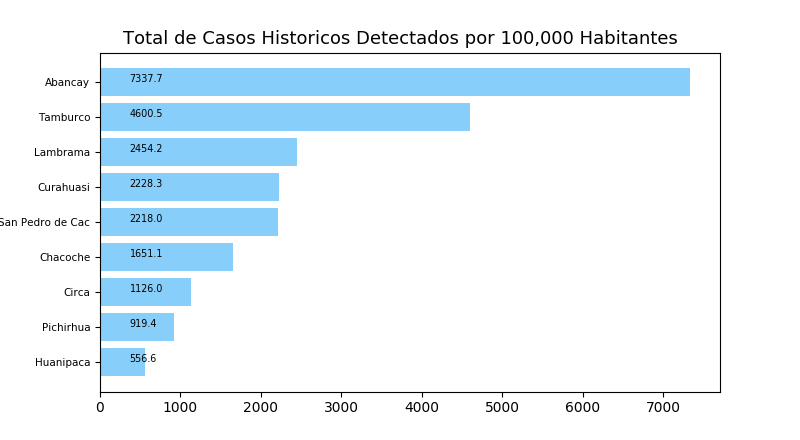 Total de Casos Historicos Detectados por 100,000 Habitantes
Abancay 7337.7
Tamburco 4600.5
Lambrama 2454.2
Curahuasi 2228.3
San Pedro de Cac 2218.0
Chacoche 1651.1
Circa 1126.0
Pichirhua 919.4
Huanipaca 556.6
0 1000 2000 3000 4000 5000 6000 7000